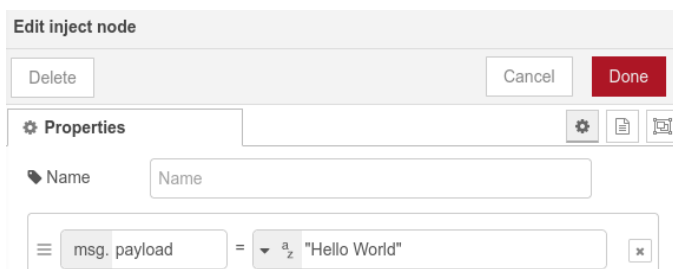 Edit inject node
Delete Cancel Done
Properties
Name Name
msg. payload = az "Hello World"